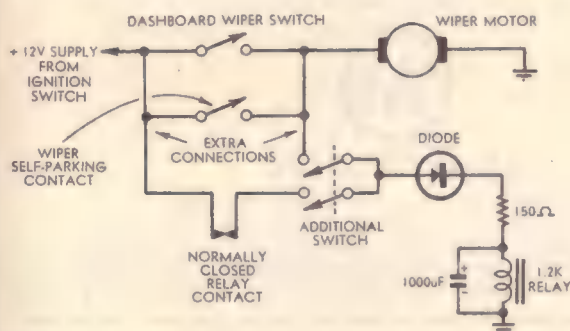 DASHBOARD WIPER SWITCH
WIPER MOTOR
+ 12V SUPPLY
FROM
IGNITION
SWITCH
WIPER
SELF-PARKING
CONTACT
EXTRA
CONNECTIONS
DIODE
ADDITIONAL
SWITCH
NORMALLY
CLOSED
RELAY
CONTACT
150Ω
1000uF
+
-
1.2K
RELAY